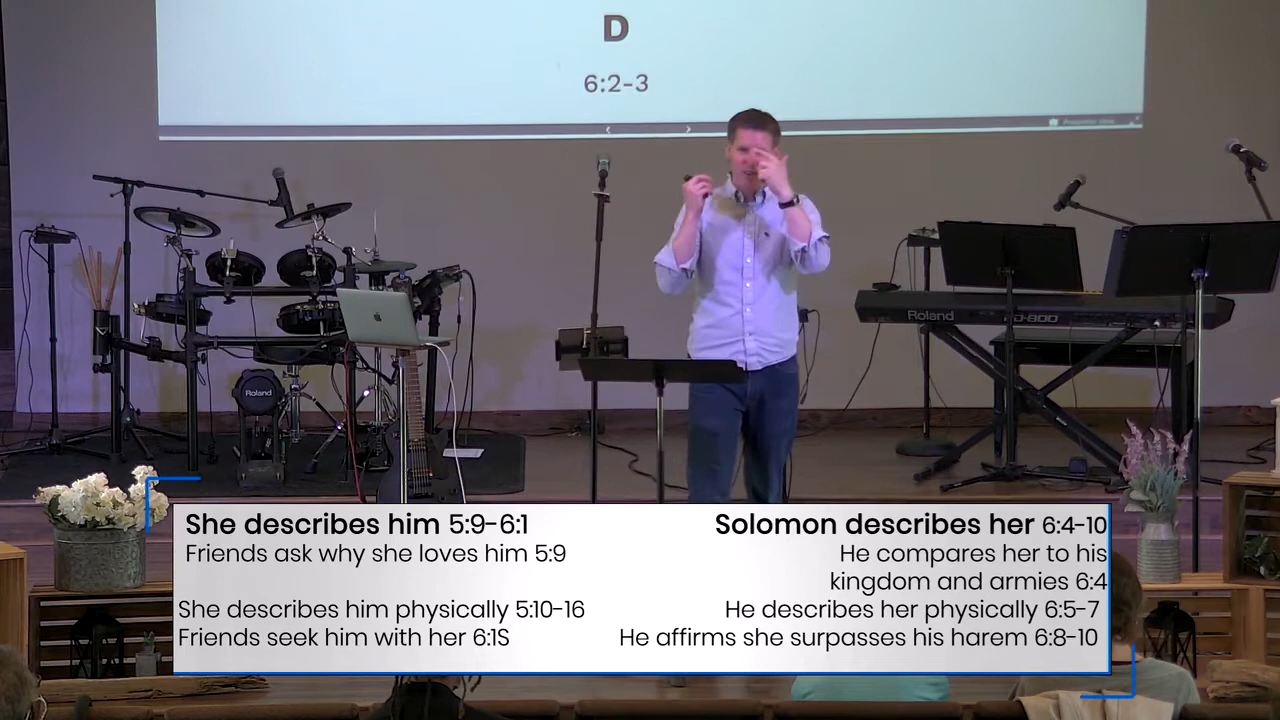 D
6:2-3
Roland
Roland
RD-800
She describes him 5:9-6:1
Friends ask why she loves him 5:9
She describes him physically 5:10-16
Friends seek him with her 6:1S
Solomon describes her 6:4-10
He compares her to his
kingdom and armies 6:4
He describes her physically 6:5-7
He affirms she surpasses his harem 6:8-10